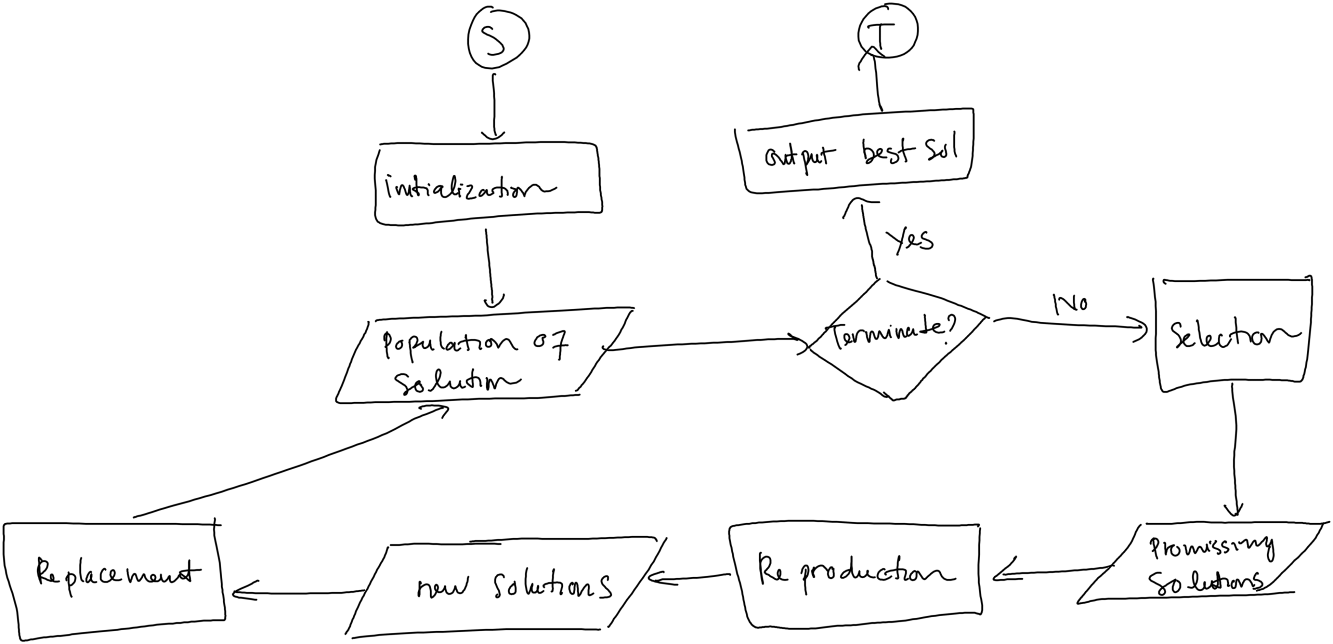 S
T
initialization
output best sol
Yes
Population of
Solution
Terminate?
No
Selection
Promissing
Solutions
Reproduction
new solutions
Replacement